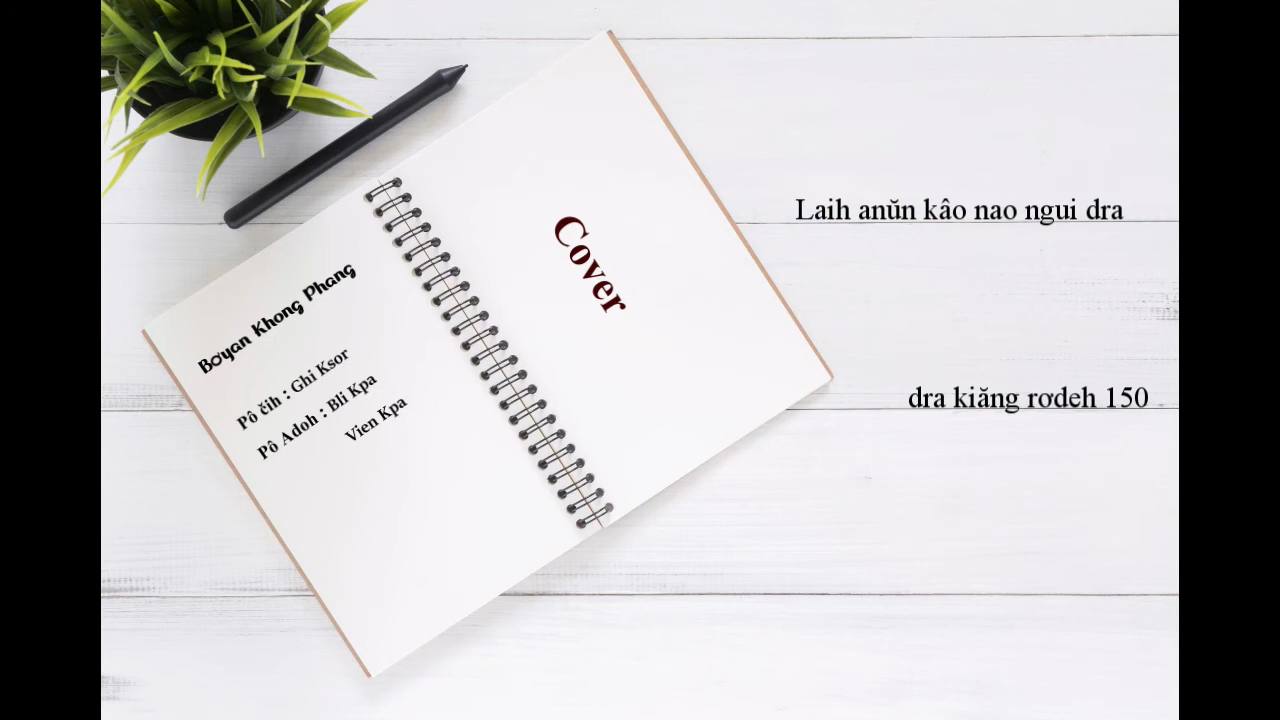 Bơyan Khong Phang
Pô čih : Ghi Ksor
Pô Adoh : Bli Kpa
Vien Kpa
Cover
Laih anŭn kâo nao ngui dra
dra kiăng rơdeh 150